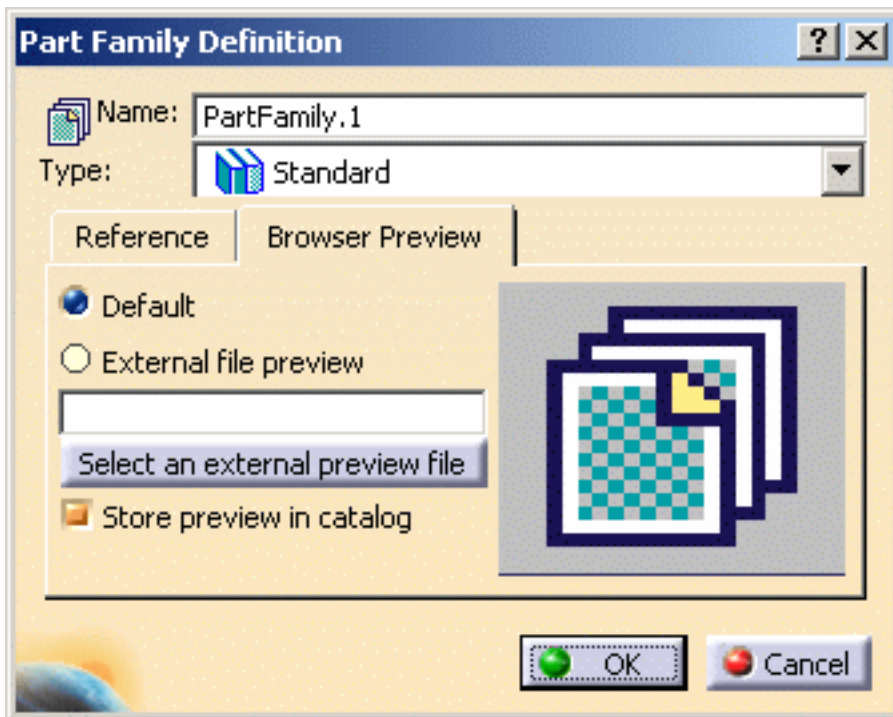 Part Family Definition
Name: PartFamily.1
Type: Standard
Reference Browser Preview
Default
External file preview
Select an external preview file
Store preview in catalog
OK Cancel